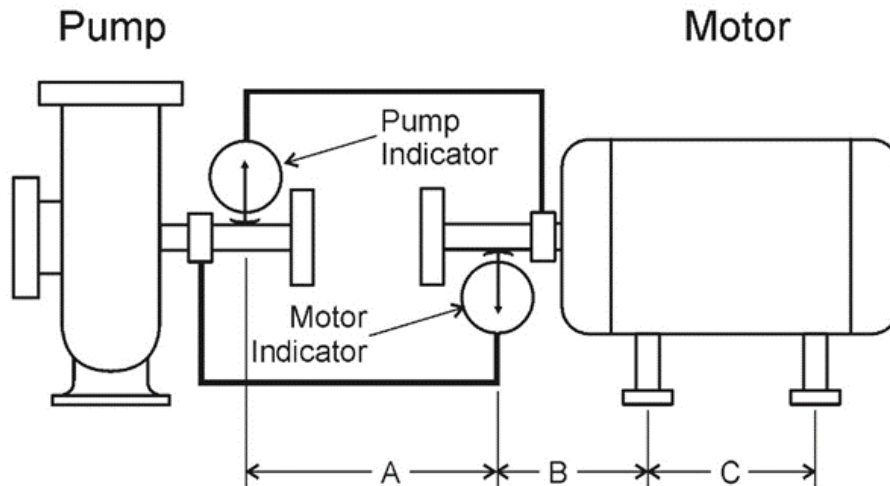 Pump
Motor
Pump
Indicator
Motor
Indicator
A
B
C